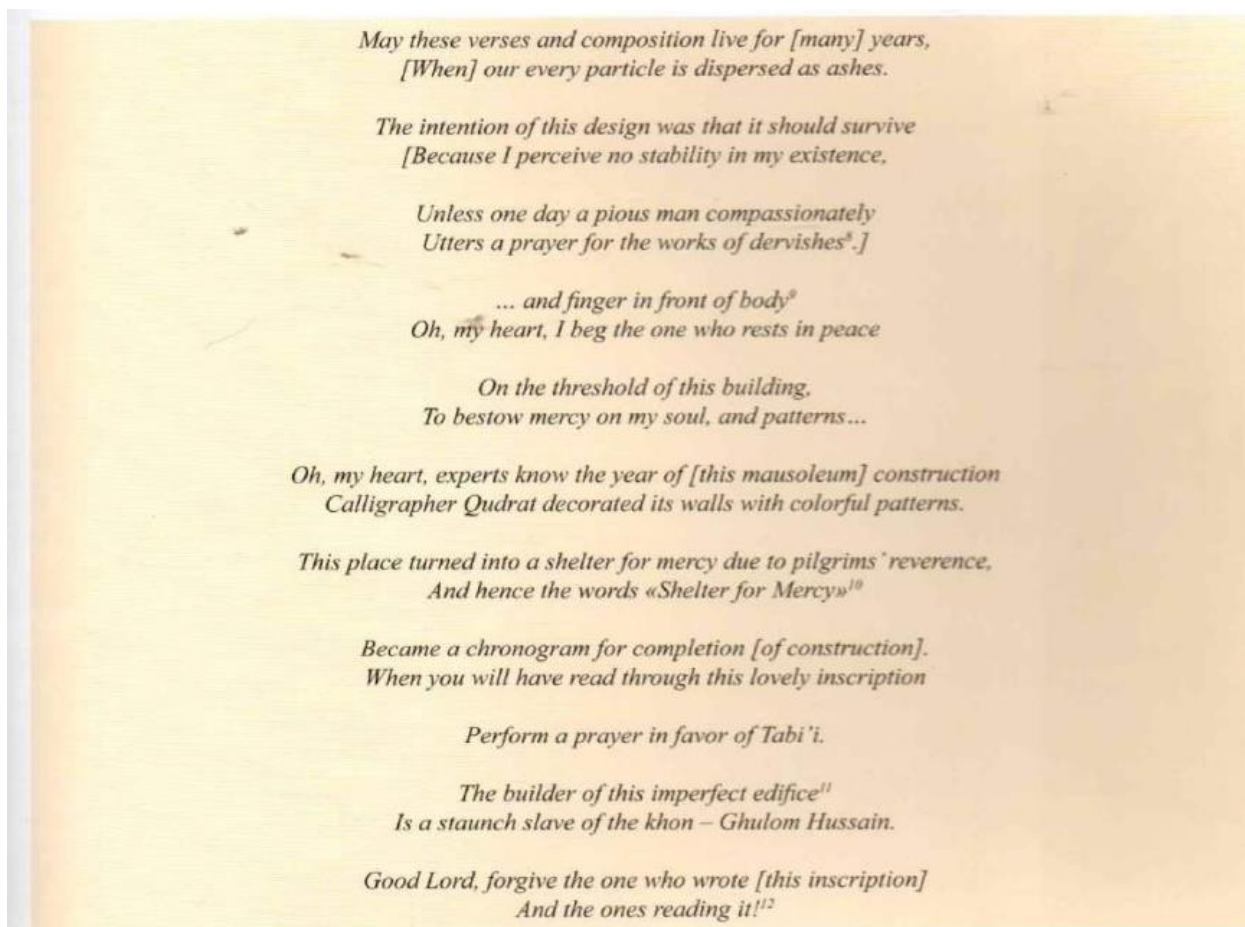 May these verses and composition live for [many] years,
[When] our every particle is dispersed as ashes.
The intention of this design was that it should survive
[Because I perceive no stability in my existence,
Unless one day a pious man compassionately
Utters a prayer for the works of dervishes⁸.]
... and finger in front of body⁹
Oh, my heart, I beg the one who rests in peace
On the threshold of this building,
To bestow mercy on my soul, and patterns...
Oh, my heart, experts know the year of [this mausoleum] construction
Calligrapher Qudrat decorated its walls with colorful patterns.
This place turned into a shelter for mercy due to pilgrims' reverence,
And hence the words «Shelter for Mercy»¹⁰
Became a chronogram for completion [of construction].
When you will have read through this lovely inscription
Perform a prayer in favor of Tabi'i.
The builder of this imperfect edifice¹¹
Is a staunch slave of the khon – Ghulom Hussain.
Good Lord, forgive the one who wrote [this inscription]
And the ones reading it!¹²